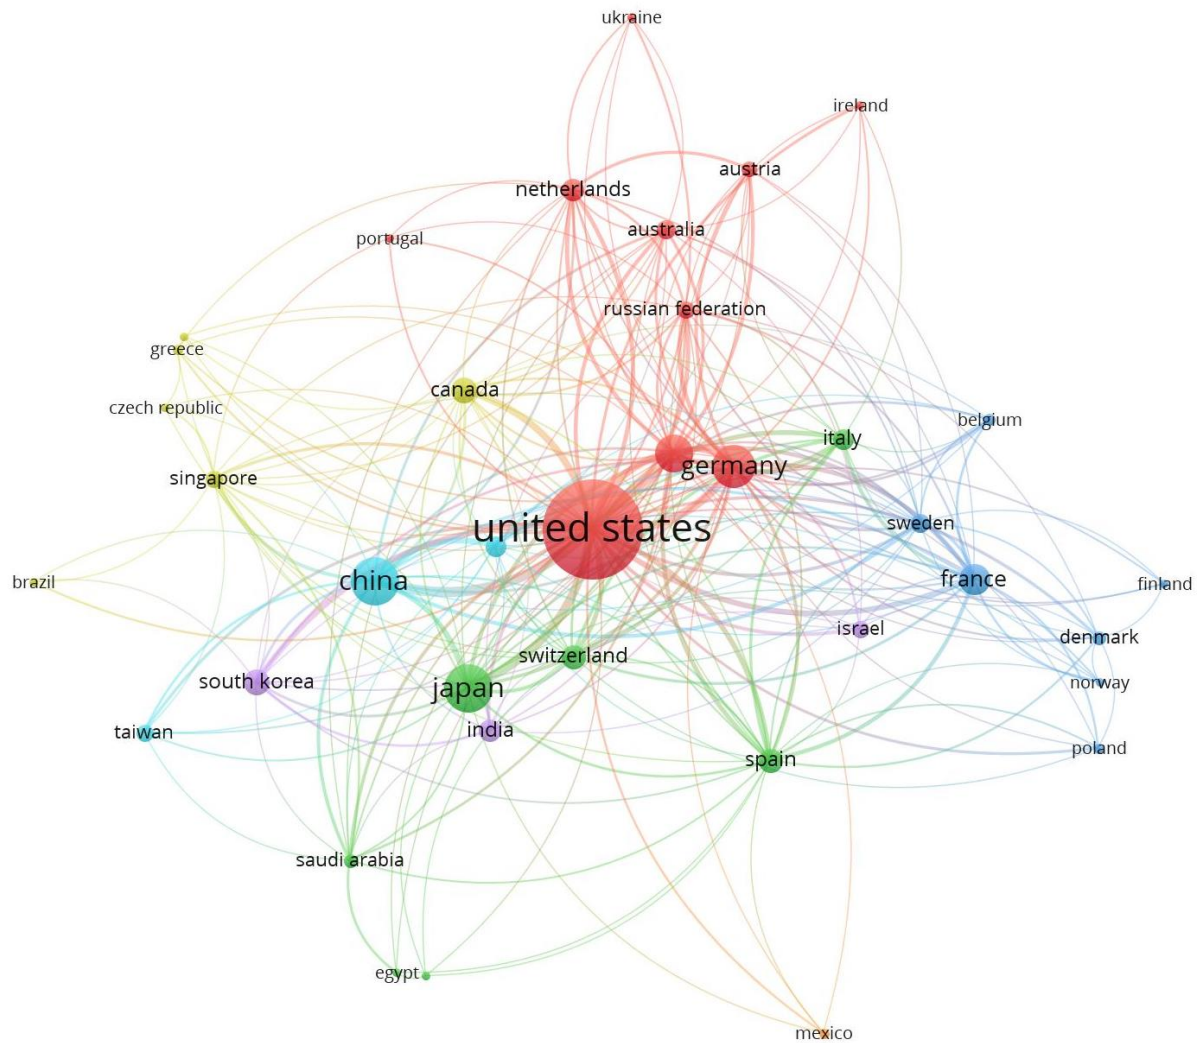 ukraine
ireland
austria
netherlands
australia
portugal
russian federation
greece
canada
czech republic
belgium
italy
germany
singapore
united states
sweden
china
france
brazil
finland
israel
denmark
switzerland
south korea
japan
norway
india
taiwan
poland
spain
saudi arabia
egypt
mexico